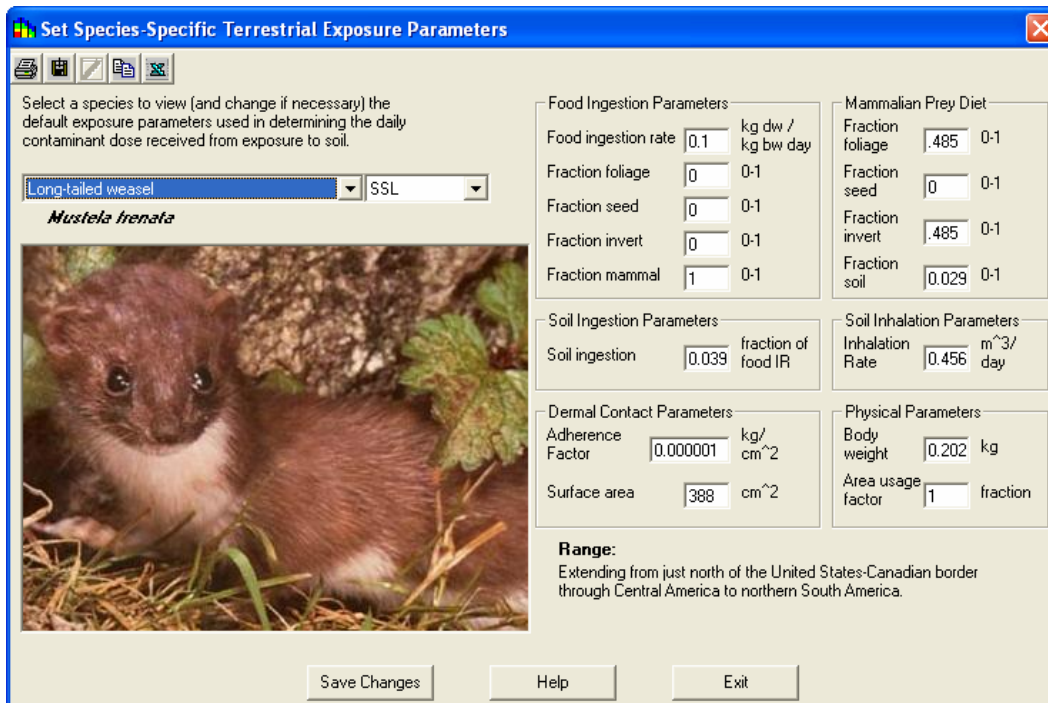 Set Species-Specific Terrestrial Exposure Parameters
Select a species to view (and change if necessary) the
default exposure parameters used in determining the daily
contaminant dose received from exposure to soil.
Long-tailed weasel
SSL
Mustela frenata
Food Ingestion Parameters
Food ingestion rate 0.1 kg dw /
kg bw day
Fraction foliage 0 0-1
Fraction seed 0 0-1
Fraction invert 0 0-1
Fraction mammal 1 0-1
Mammalian Prey Diet
Fraction
foliage .485 0-1
Fraction
seed 0 0-1
Fraction
invert .485 0-1
Fraction
soil 0.029 0-1
Soil Ingestion Parameters
Soil ingestion 0.039 fraction of
food IR
Soil Inhalation Parameters
Inhalation
Rate 0.456 m^3/
day
Dermal Contact Parameters
Adherence
Factor 0.000001 kg/
cm^2
Surface area 388 cm^2
Physical Parameters
Body
weight 0.202 kg
Area usage
factor 1 fraction
Range:
Extending from just north of the United States-Canadian border
through Central America to northern South America.
Save Changes
Help
Exit